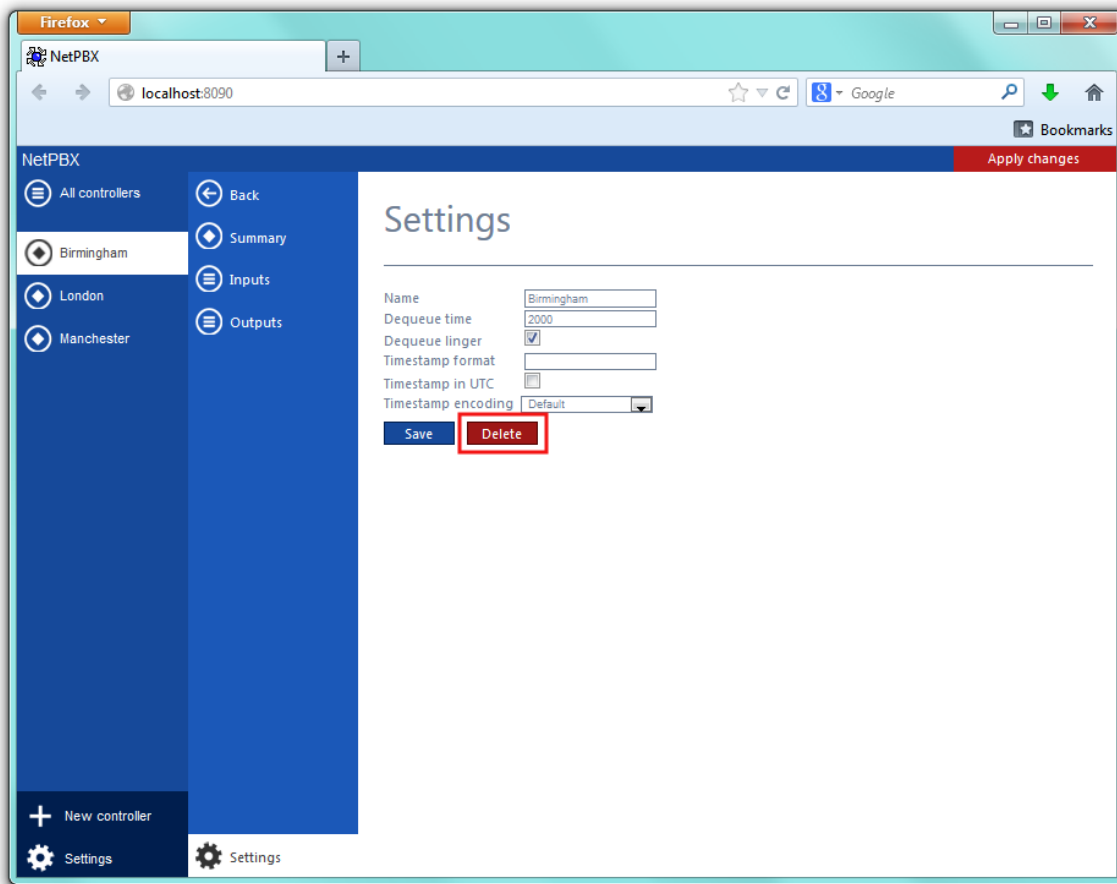 Firefox
NetPBX
localhost:8090
Google
Bookmarks
NetPBX
Apply changes
All controllers
Birmingham
London
Manchester
New controller
Settings
Back
Summary
Inputs
Outputs
Settings
Settings
Name Birmingham
Dequeue time 2000
Dequeue linger
Timestamp format
Timestamp in UTC
Timestamp encoding Default
Save Delete